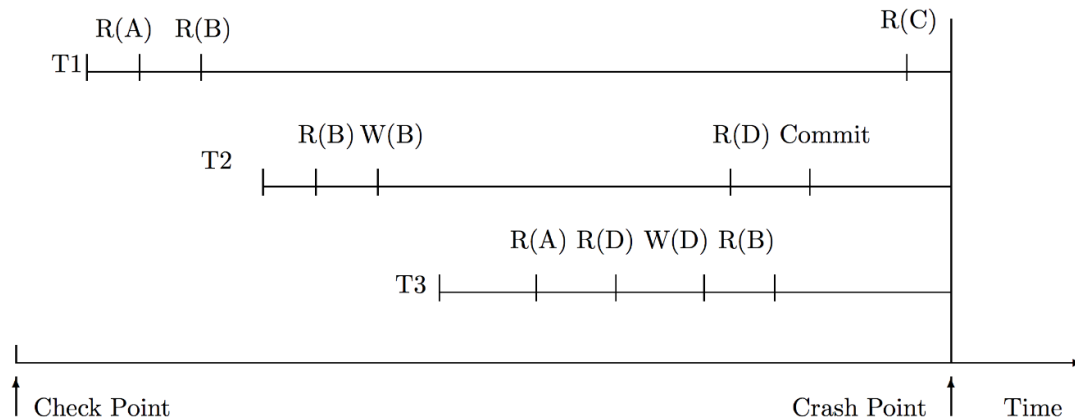 R(A) R(B) R(C)
T1
R(B) W(B) R(D) Commit
T2
R(A) R(D) W(D) R(B)
T3
Check Point Crash Point Time